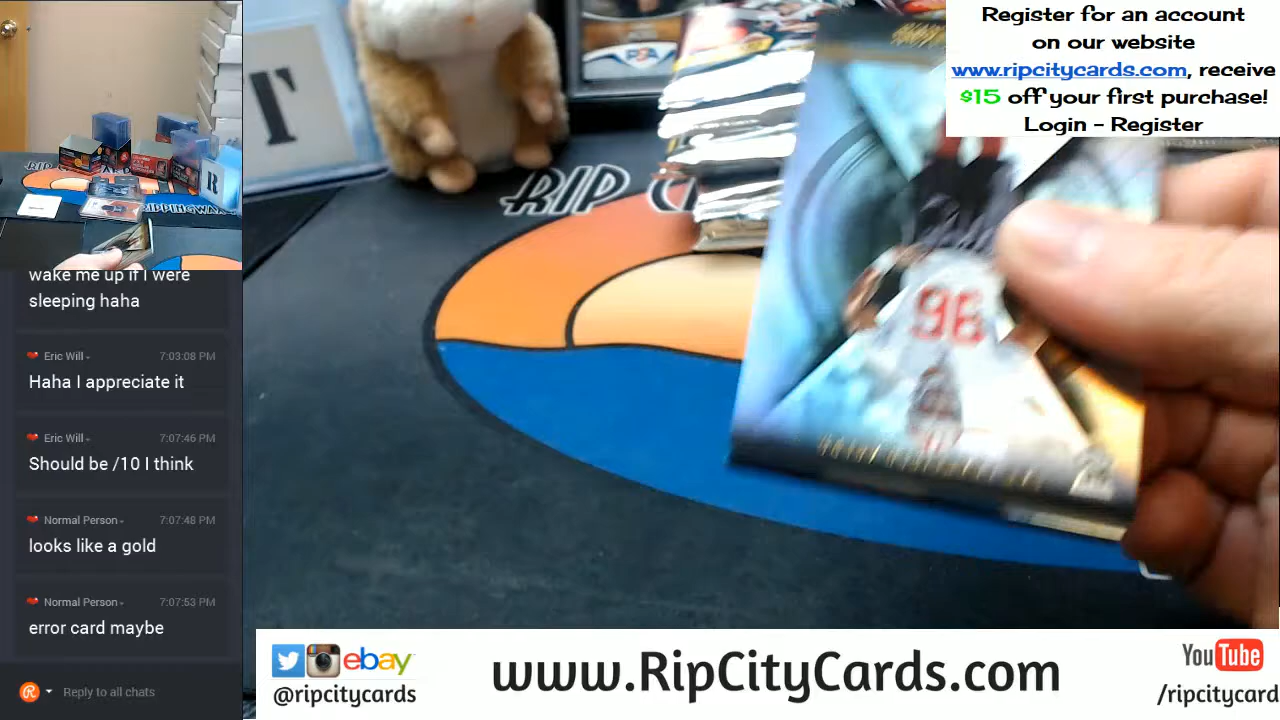 Register for an account
on our website
www.ripcitycards.com, receive
$15 off your first purchase!
Login - Register
RIP
96
R
wake me up if I were
sleeping haha
Eric Will 7:03:08 PM
Haha I appreciate it
Eric Will 7:07:46 PM
Should be /10 I think
Normal Person 7:07:48 PM
looks like a gold
Normal Person 7:07:53 PM
error card maybe
Reply to all chats
ebay
@ripcitycards
www.RipCityCards.com
YouTube
/ripcitycard